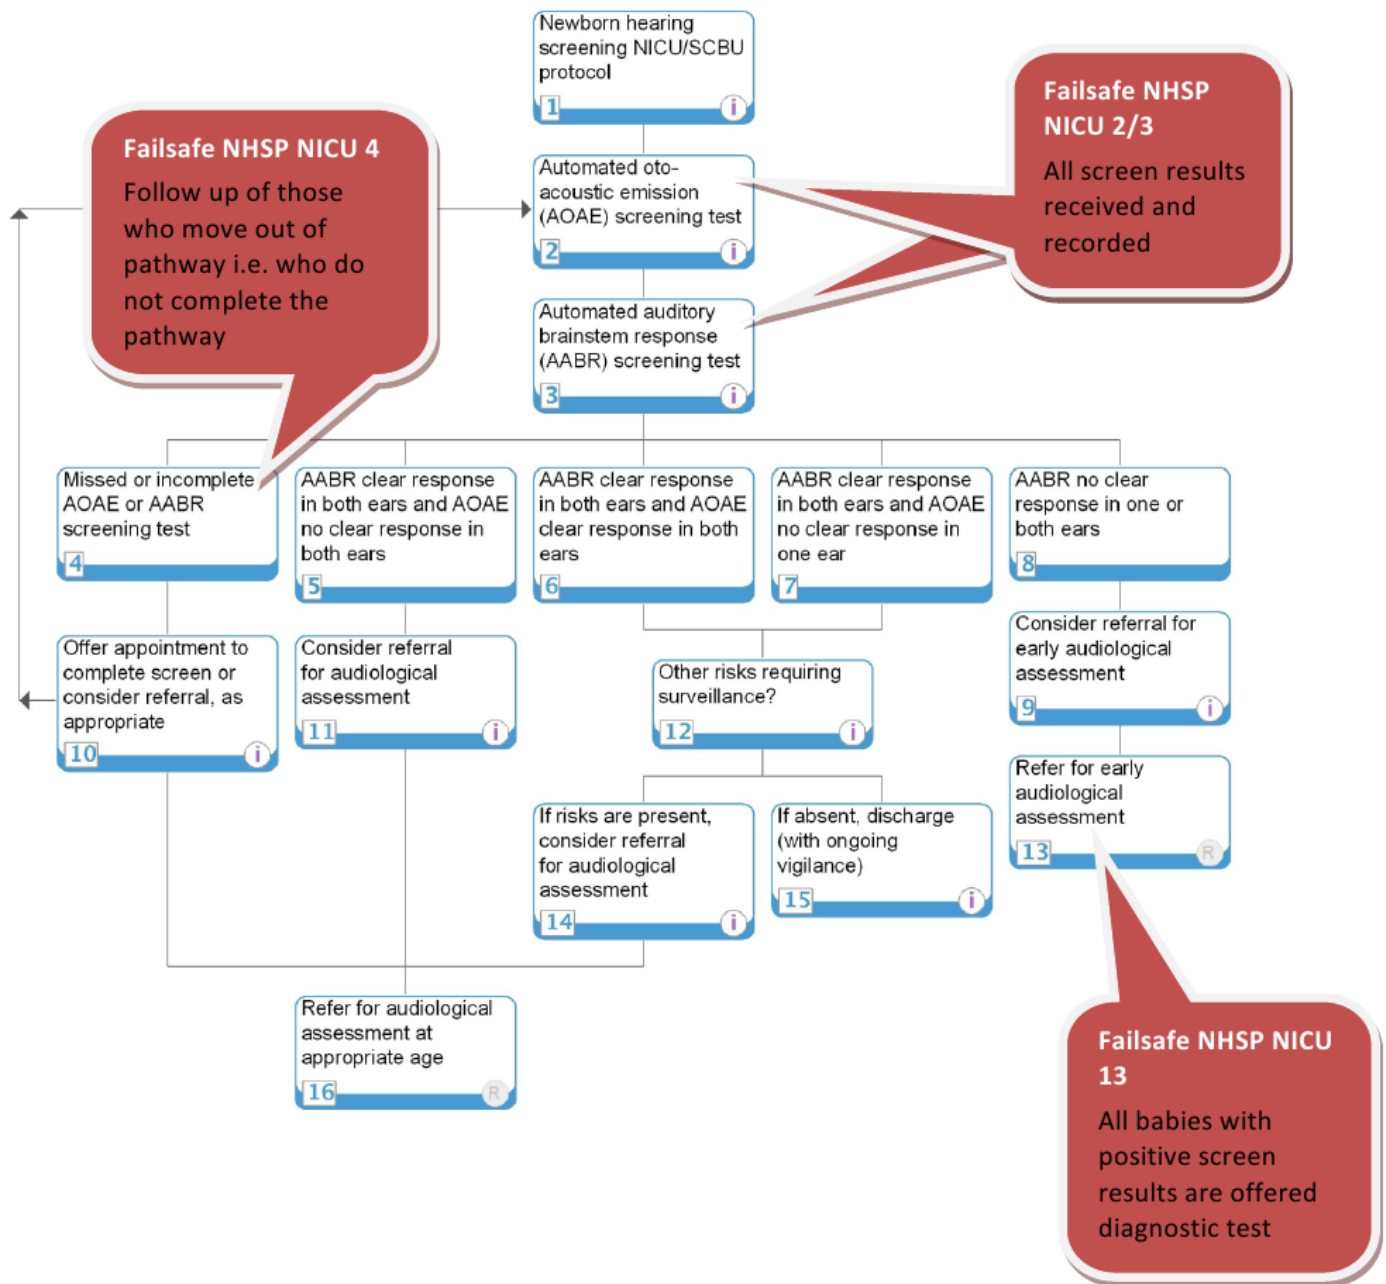 Newborn hearing
screening NICU/SCBU
protocol
1
i
Failsafe NHSP
NICU 2/3
All screen results
received and
recorded
Failsafe NHSP NICU 4
Follow up of those
who move out of
pathway i.e. who do
not complete the
pathway
Automated oto-
acoustic emission
(AOAE) screening test
2
i
Automated auditory
brainstem response
(AABR) screening test
3
i
Missed or incomplete
AOAE or AABR
screening test
4
AABR clear response
in both ears and AOAE
no clear response in
both ears
5
AABR clear response
in both ears and AOAE
clear response in both
ears
6
AABR clear response
in both ears and AOAE
no clear response in
one ear
7
AABR no clear
response in one or
both ears
8
Offer appointment to
complete screen or
consider referral, as
appropriate
10
i
Consider referral
for audiological
assessment
11
i
Other risks requiring
surveillance?
12
i
Consider referral for
early audiological
assessment
9
i
If risks are present,
consider referral
for audiological
assessment
14
i
If absent, discharge
(with ongoing
vigilance)
15
i
Refer for early
audiological
assessment
13
R
Refer for audiological
assessment at
appropriate age
16
R
Failsafe NHSP NICU
13
All babies with
positive screen
results are offered
diagnostic test